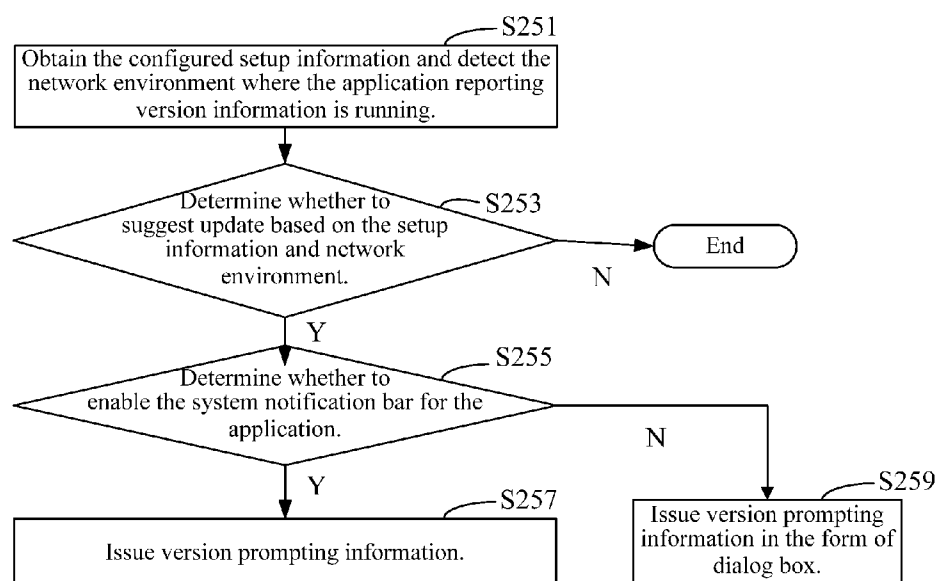 S251
Obtain the configured setup information and detect the
network environment where the application reporting
version information is running.
S253
Determine whether to
suggest update based on the setup
information and network
environment.
End
N
Y
S255
Determine whether to
enable the system notification bar for the
application.
N
Y
S257
Issue version prompting information.
S259
Issue version prompting
information in the form of
dialog box.